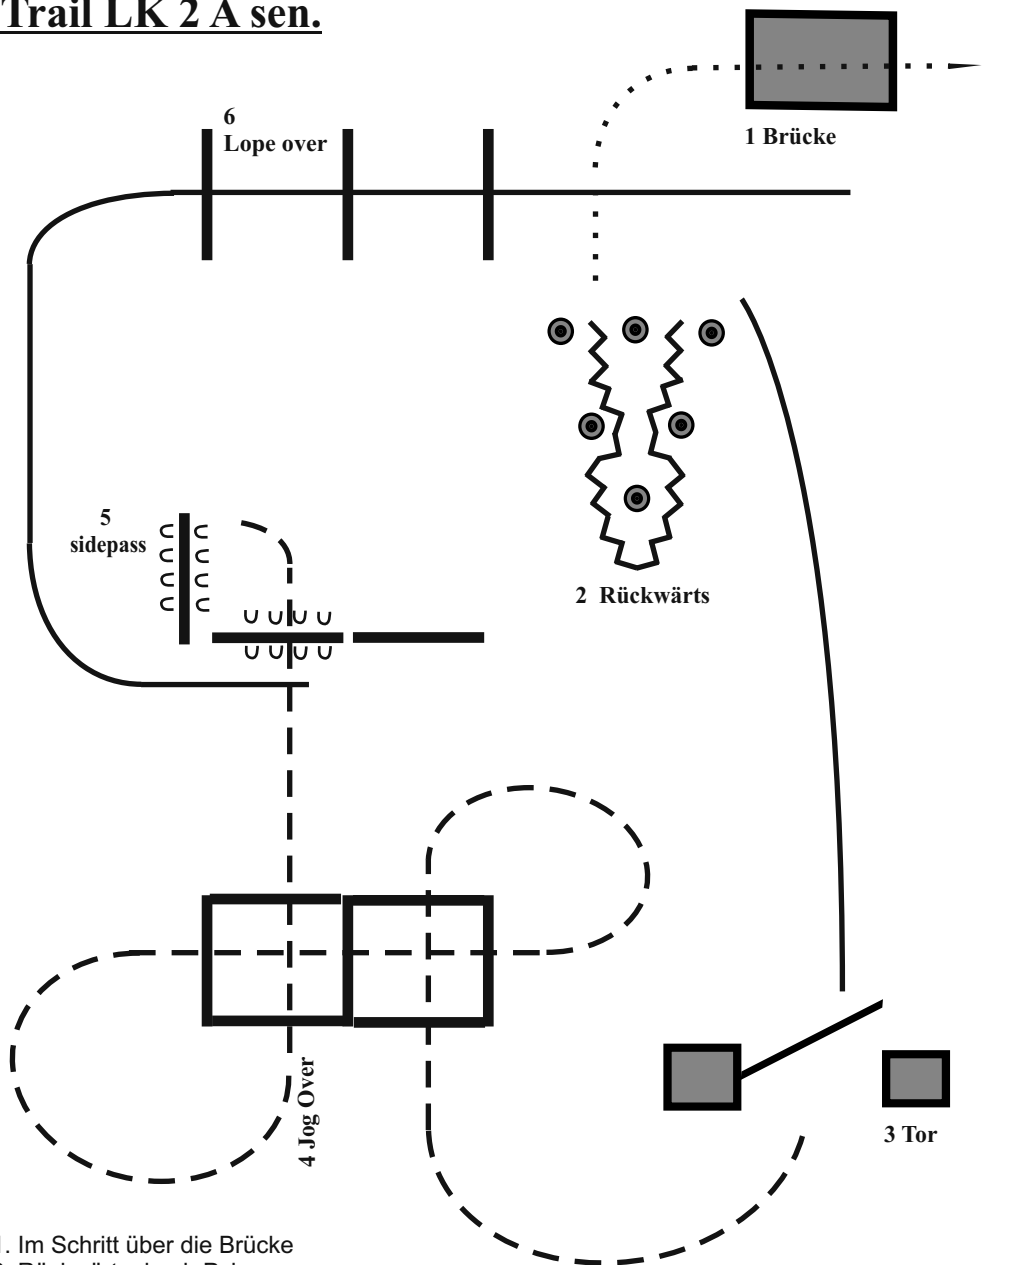 Trail LK 2 A sen.
6
Lope over
1 Brücke
5
sidepass
2 Rückwärts
4 Jog Over
3 Tor
1. Im Schritt über die Brücke